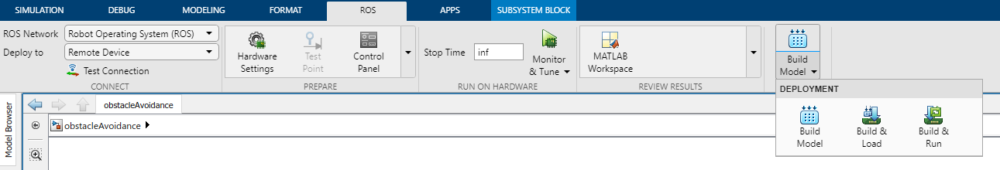 SIMULATION DEBUG MODELING FORMAT ROS APPS SUBSYSTEM BLOCK
ROS Network Robot Operating System (ROS)
Deploy to Remote Device
Test Connection
CONNECT
Hardware
Settings
Test
Point
Control
Panel
PREPARE
Stop Time inf
Monitor
& Tune
RUN ON HARDWARE
MATLAB
Workspace
REVIEW RESULTS
Build
Model
DEPLOYMENT
Build
Model
Build &
Load
Build &
Run
Model Browser
obstacleAvoidance
obstacleAvoidance